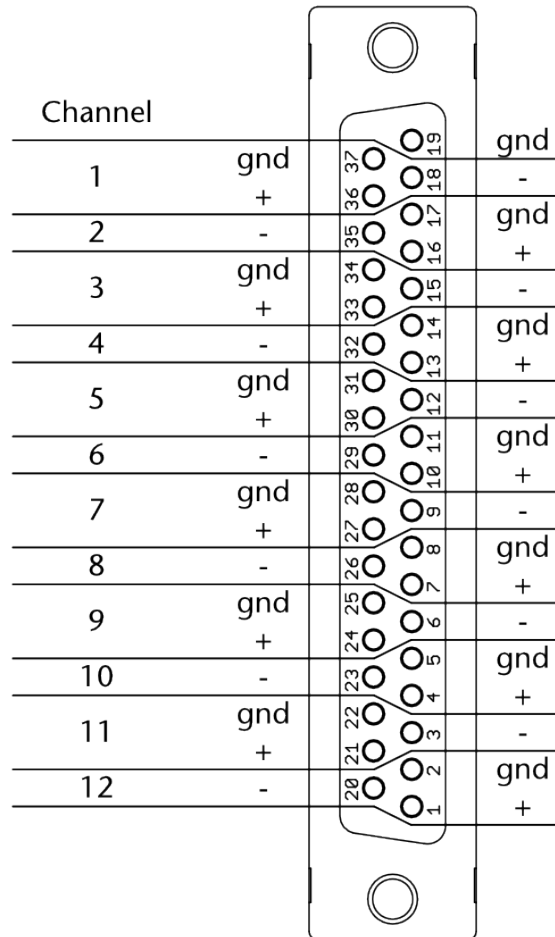 Channel
19 gnd
1 gnd 37
18 -
+ 36
17 gnd
2 - 35
16 +
3 gnd 34
15 -
+ 33
14 gnd
4 - 32
13 +
5 gnd 31
12 -
+ 30
11 gnd
6 - 29
10 +
7 gnd 28
9 -
+ 27
8 gnd
8 - 26
7 +
9 gnd 25
6 -
+ 24
5 gnd
10 - 23
4 +
11 gnd 22
3 -
+ 21
2 gnd
12 - 20
1 +